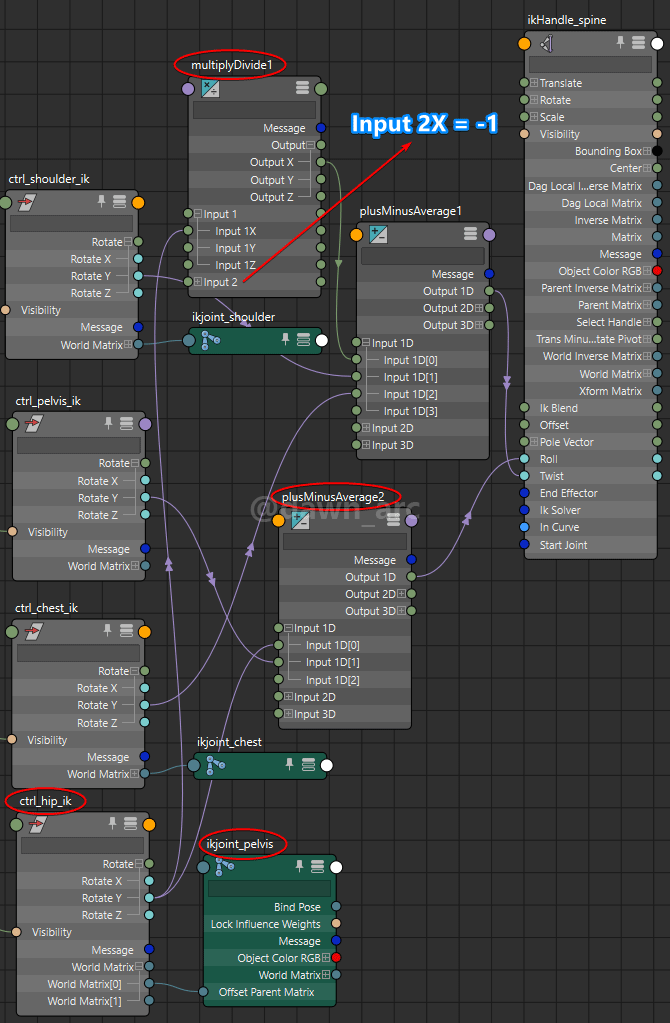 ikHandle_spine
Translate
Rotate
Scale
Visibility
Bounding Box
Center
Dag Local I...erse Matrix
Dag Local Matrix
Inverse Matrix
Matrix
Message
Object Color RGB
Parent Inverse Matrix
Parent Matrix
Select Handle
Trans Minu...tate Pivot
World Inverse Matrix
World Matrix
Xform Matrix
Ik Blend
Offset
Pole Vector
Roll
Twist
End Effector
Ik Solver
In Curve
Start Joint
multiplyDivide1
Message
Output
Output X
Output Y
Output Z
Input 1
Input 1X
Input 1Y
Input 1Z
Input 2
Input 2X = -1
ctrl_shoulder_ik
Rotate
Rotate X
Rotate Y
Rotate Z
Visibility
Message
World Matrix
plusMinusAverage1
Message
Output 1D
Output 2D
Output 3D
Input 1D
Input 1D[0]
Input 1D[1]
Input 1D[2]
Input 1D[3]
Input 2D
Input 3D
ikjoint_shoulder
ctrl_pelvis_ik
Rotate
Rotate X
Rotate Y
Rotate Z
Visibility
Message
World Matrix
plusMinusAverage2
@dawn_arc
Message
Output 1D
Output 2D
Output 3D
Input 1D
Input 1D[0]
Input 1D[1]
Input 1D[2]
Input 2D
Input 3D
ctrl_chest_ik
Rotate
Rotate X
Rotate Y
Rotate Z
Visibility
Message
World Matrix
ikjoint_chest
ctrl_hip_ik
Rotate
Rotate X
Rotate Y
Rotate Z
Visibility
Message
World Matrix
World Matrix[0]
World Matrix[1]
ikjoint_pelvis
Bind Pose
Lock Influence Weights
Message
Object Color RGB
World Matrix
Offset Parent Matrix